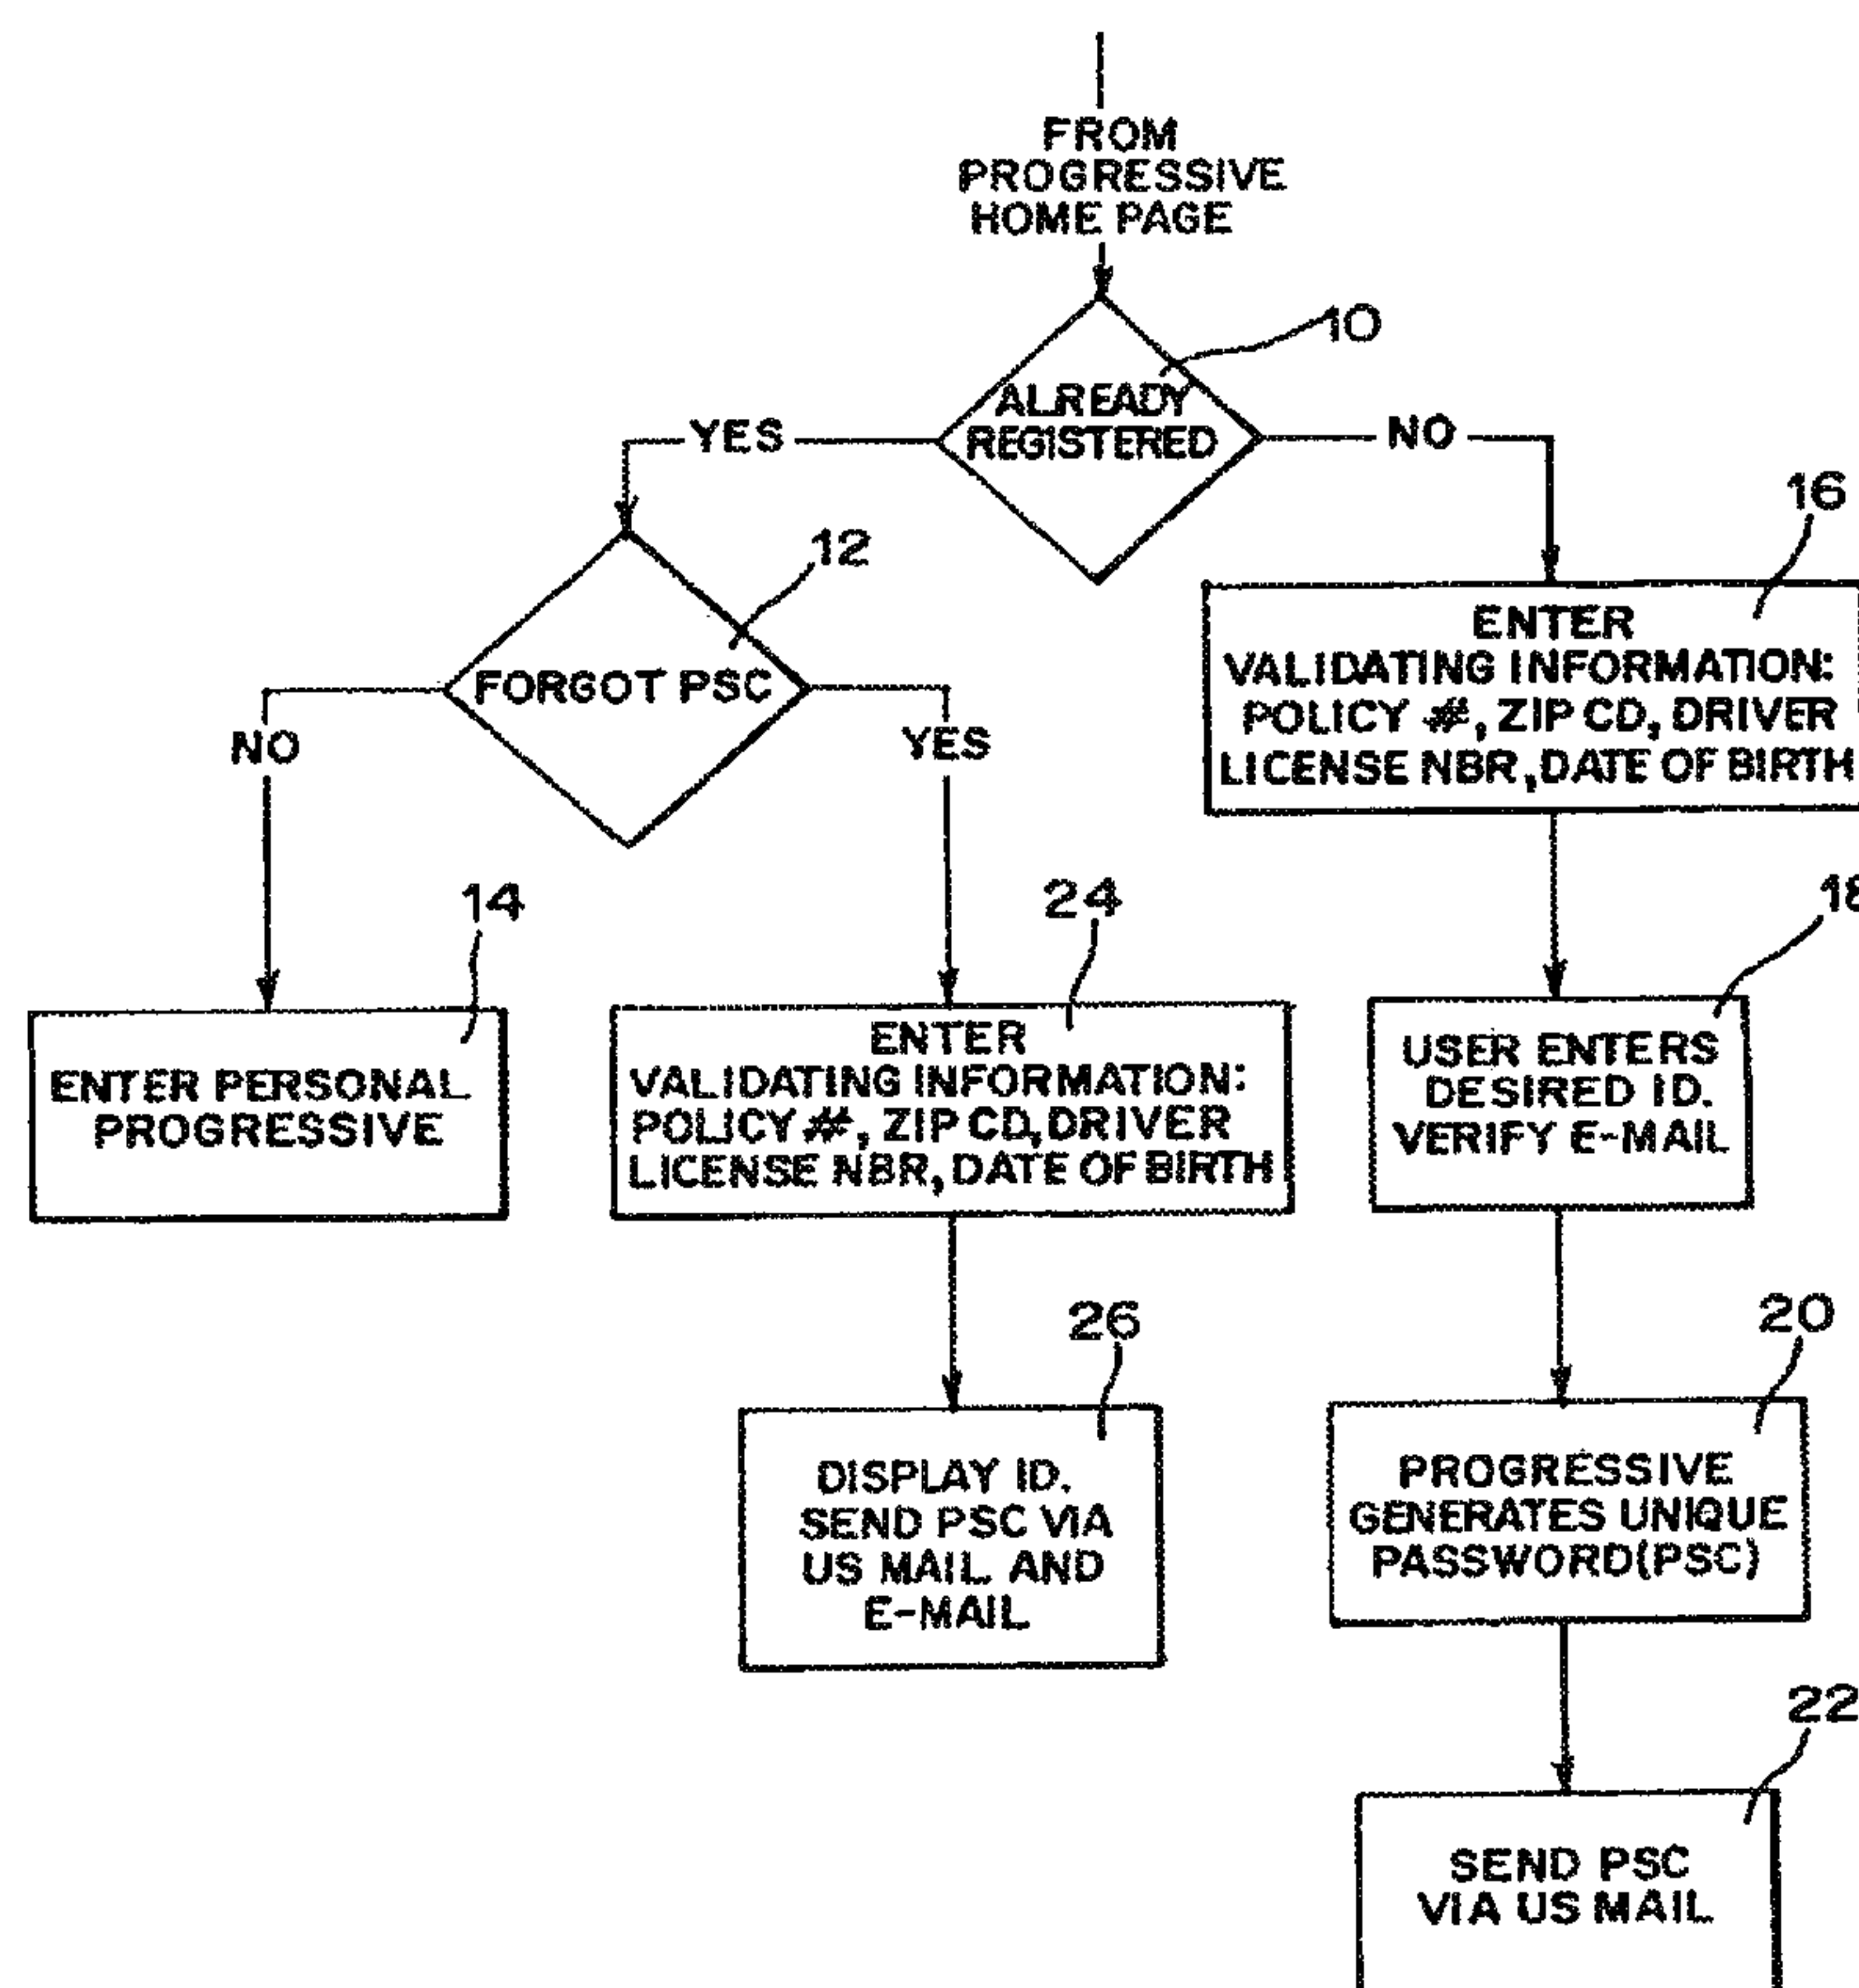 FROM
PROGRESSIVE
HOME PAGE
10
ALREADY
REGISTERED
YES
NO
16
12
ENTER
VALIDATING INFORMATION:
POLICY #, ZIP CD, DRIVER
LICENSE NBR, DATE OF BIRTH
FORGOT PSC
NO
YES
14
24
18
ENTER PERSONAL
PROGRESSIVE
ENTER
VALIDATING INFORMATION:
POLICY #, ZIP CD, DRIVER
LICENSE NBR, DATE OF BIRTH
USER ENTERS
DESIRED ID.
VERIFY E-MAIL
26
20
DISPLAY ID.
SEND PSC VIA
US MAIL AND
E-MAIL
PROGRESSIVE
GENERATES UNIQUE
PASSWORD(PSC)
22
SEND PSC
VIA US MAIL